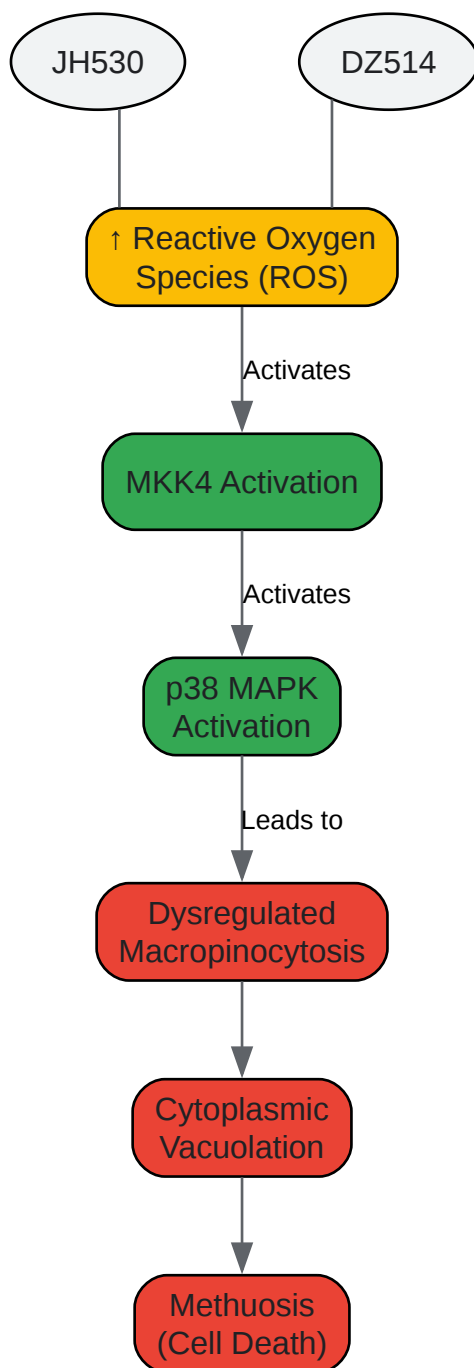 JH530
DZ514
↑ Reactive Oxygen
Species (ROS)
Activates
MKK4 Activation
Activates
p38 MAPK
Activation
Leads to
Dysregulated
Macropinocytosis
Cytoplasmic
Vacuolation
Methuosis
(Cell Death)